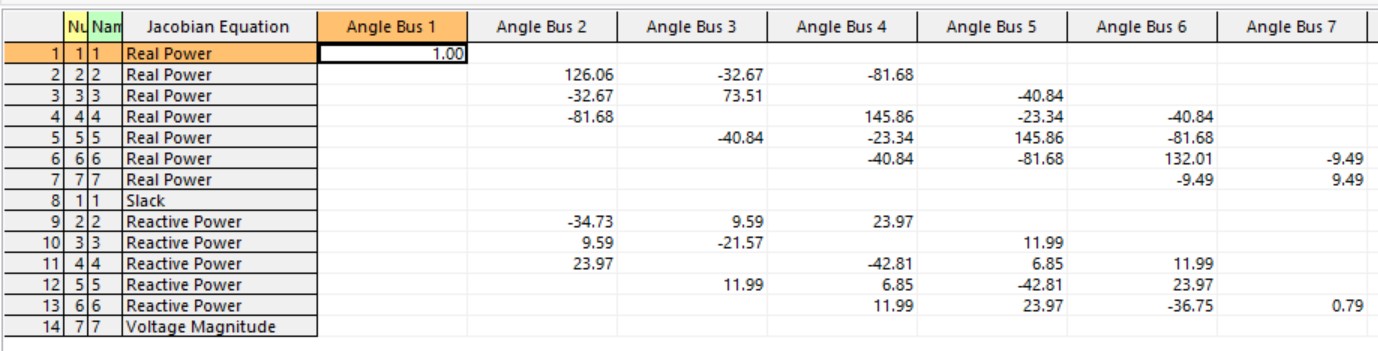 Nu Nam Jacobian Equation Angle Bus 1 Angle Bus 2 Angle Bus 3 Angle Bus 4 Angle Bus 5 Angle Bus 6 Angle Bus 7
1 1 1 Real Power 1.00
2 2 2 Real Power 126.06 -32.67 -81.68
3 3 3 Real Power -32.67 73.51 -40.84
4 4 4 Real Power -81.68 145.86 -23.34 -40.84
5 5 5 Real Power -40.84 -23.34 145.86 -81.68
6 6 6 Real Power -40.84 -81.68 132.01 -9.49
7 7 7 Real Power -9.49 9.49
8 1 1 Slack
9 2 2 Reactive Power -34.73 9.59 23.97
10 3 3 Reactive Power 9.59 -21.57 11.99
11 4 4 Reactive Power 23.97 -42.81 6.85 11.99
12 5 5 Reactive Power 11.99 6.85 -42.81 23.97
13 6 6 Reactive Power 11.99 23.97 -36.75 0.79
14 7 7 Voltage Magnitude